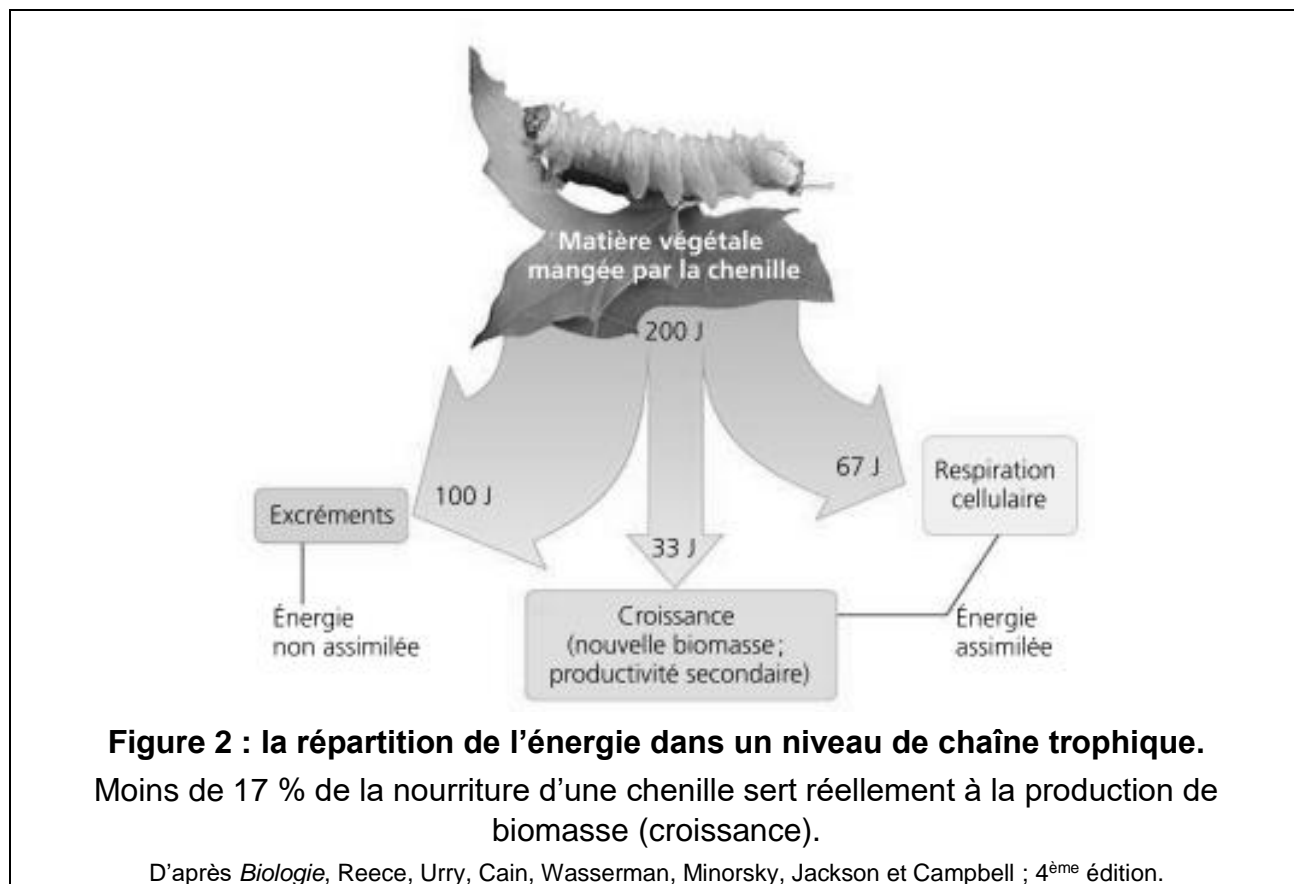 Matière végétale
mangée par la chenille
200 J
100 J
33 J
67 J
Excréments
Respiration
cellulaire
Énergie
non assimilée
Croissance
(nouvelle biomasse ;
productivité secondaire)
Énergie
assimilée
Figure 2 : la répartition de l’énergie dans un niveau de chaîne trophique.
Moins de 17 % de la nourriture d’une chenille sert réellement à la production de
biomasse (croissance).
D’après Biologie, Reece, Urry, Cain, Wasserman, Minorsky, Jackson et Campbell ; 4ème édition.